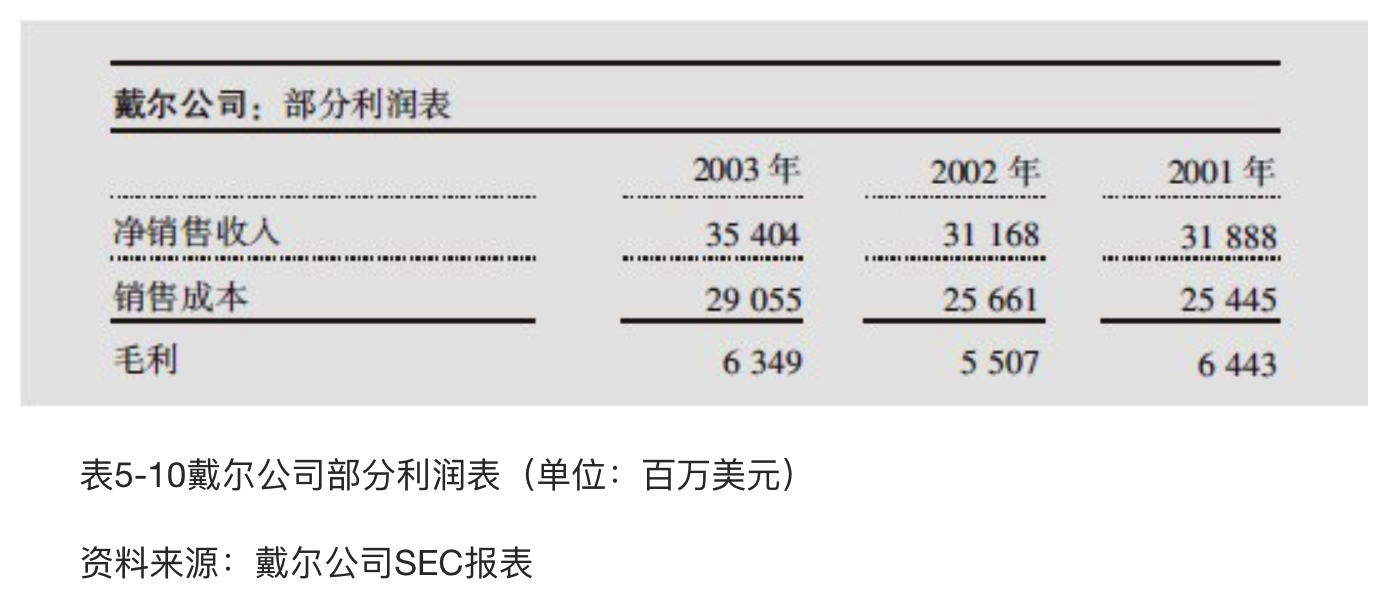 戴尔公司：部分利润表
2003 年 2002 年 2001 年
净销售收入 35 404 31 168 31 888
销售成本 29 055 25 661 25 445
毛利 6 349 5 507 6 443
表5-10戴尔公司部分利润表（单位：百万美元）
资料来源：戴尔公司SEC报表